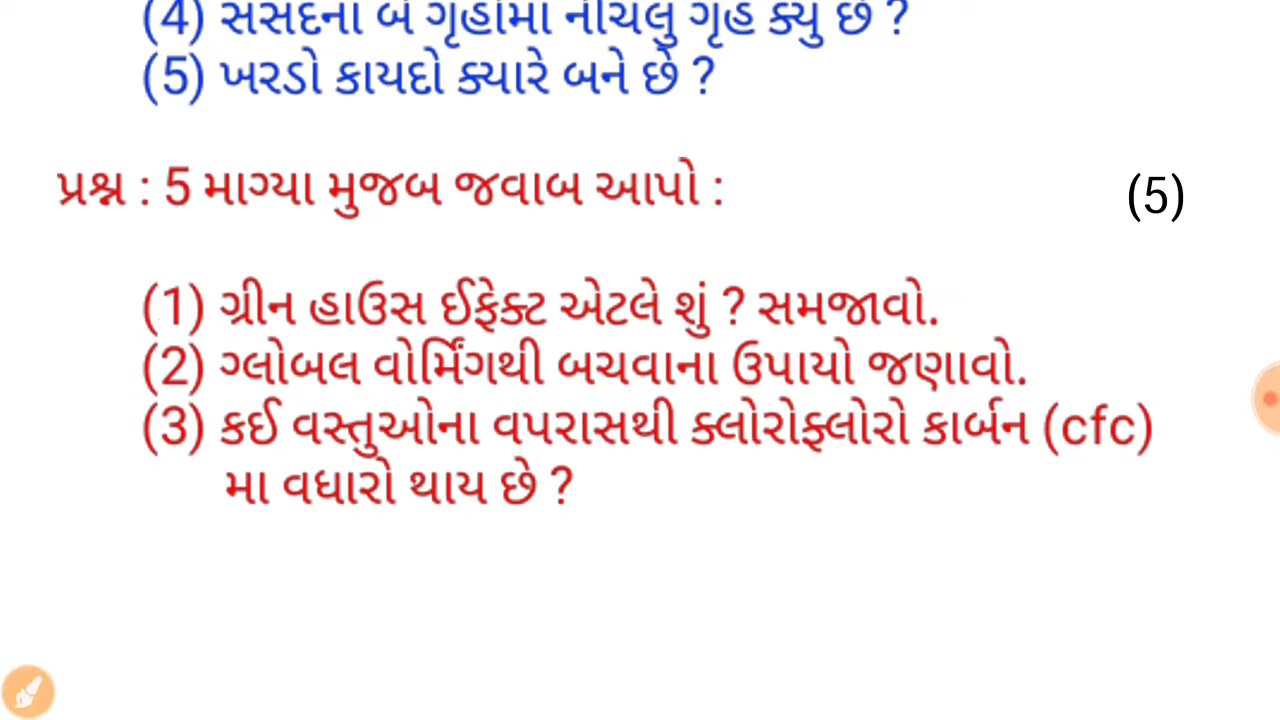 (4) સંસદના બે ગૃહોમાં નીચલું ગૃહ ક્યુ છે ?
(5) ખરડો કાયદો ક્યારે બને છે ?
પ્રશ્ન : 5 માગ્યા મુજબ જવાબ આપો : (5)
(1) ગ્રીન હાઉસ ઈફેક્ટ એટલે શું ? સમજાવો.
(2) ગ્લોબલ વોર્મિંગથી બચવાના ઉપાયો જણાવો.
(3) કઈ વસ્તુઓના વપરાસથી ક્લોરોફ્લોરો કાર્બન (cfc)
મા વધારો થાય છે ?